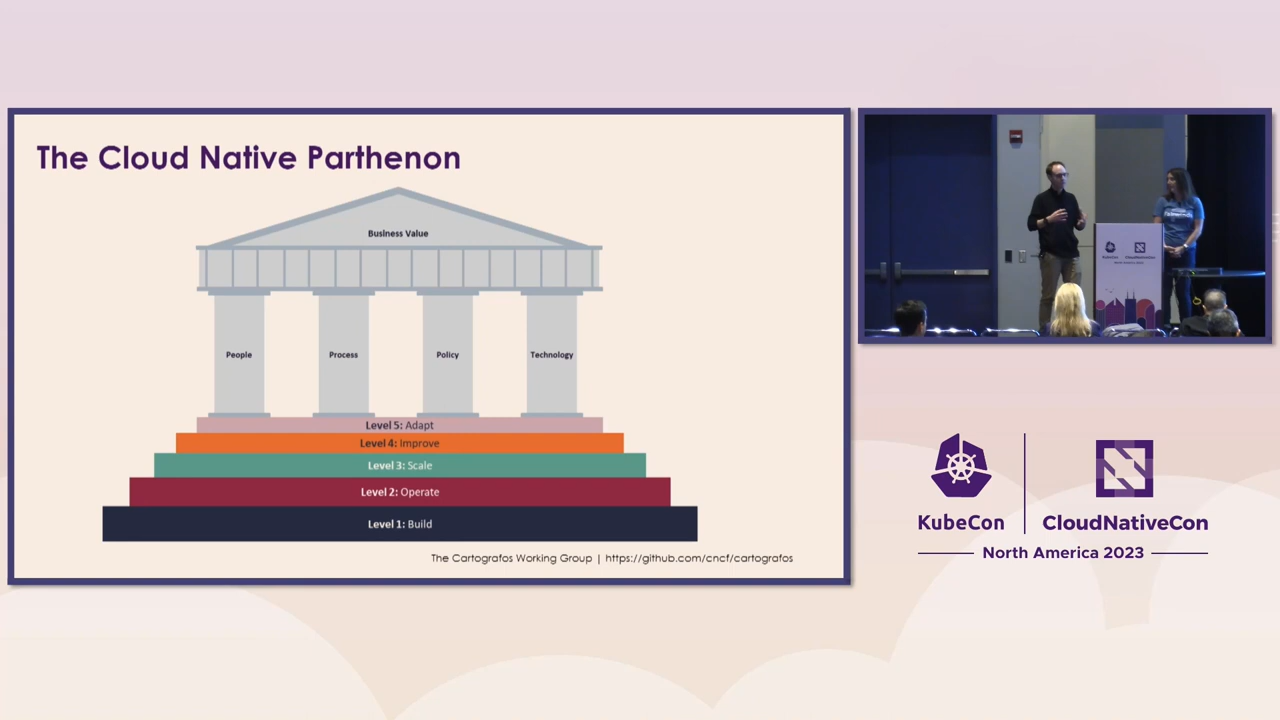 The Cloud Native Parthenon
Business Value
People
Process
Policy
Technology
Level 5: Adapt
Level 4: Improve
Level 3: Scale
Level 2: Operate
Level 1: Build
The Cartografos Working Group | https://github.com/cncf/cartografos
KubeCon
CloudNativeCon
North America 2023
KubeCon
CloudNativeCon